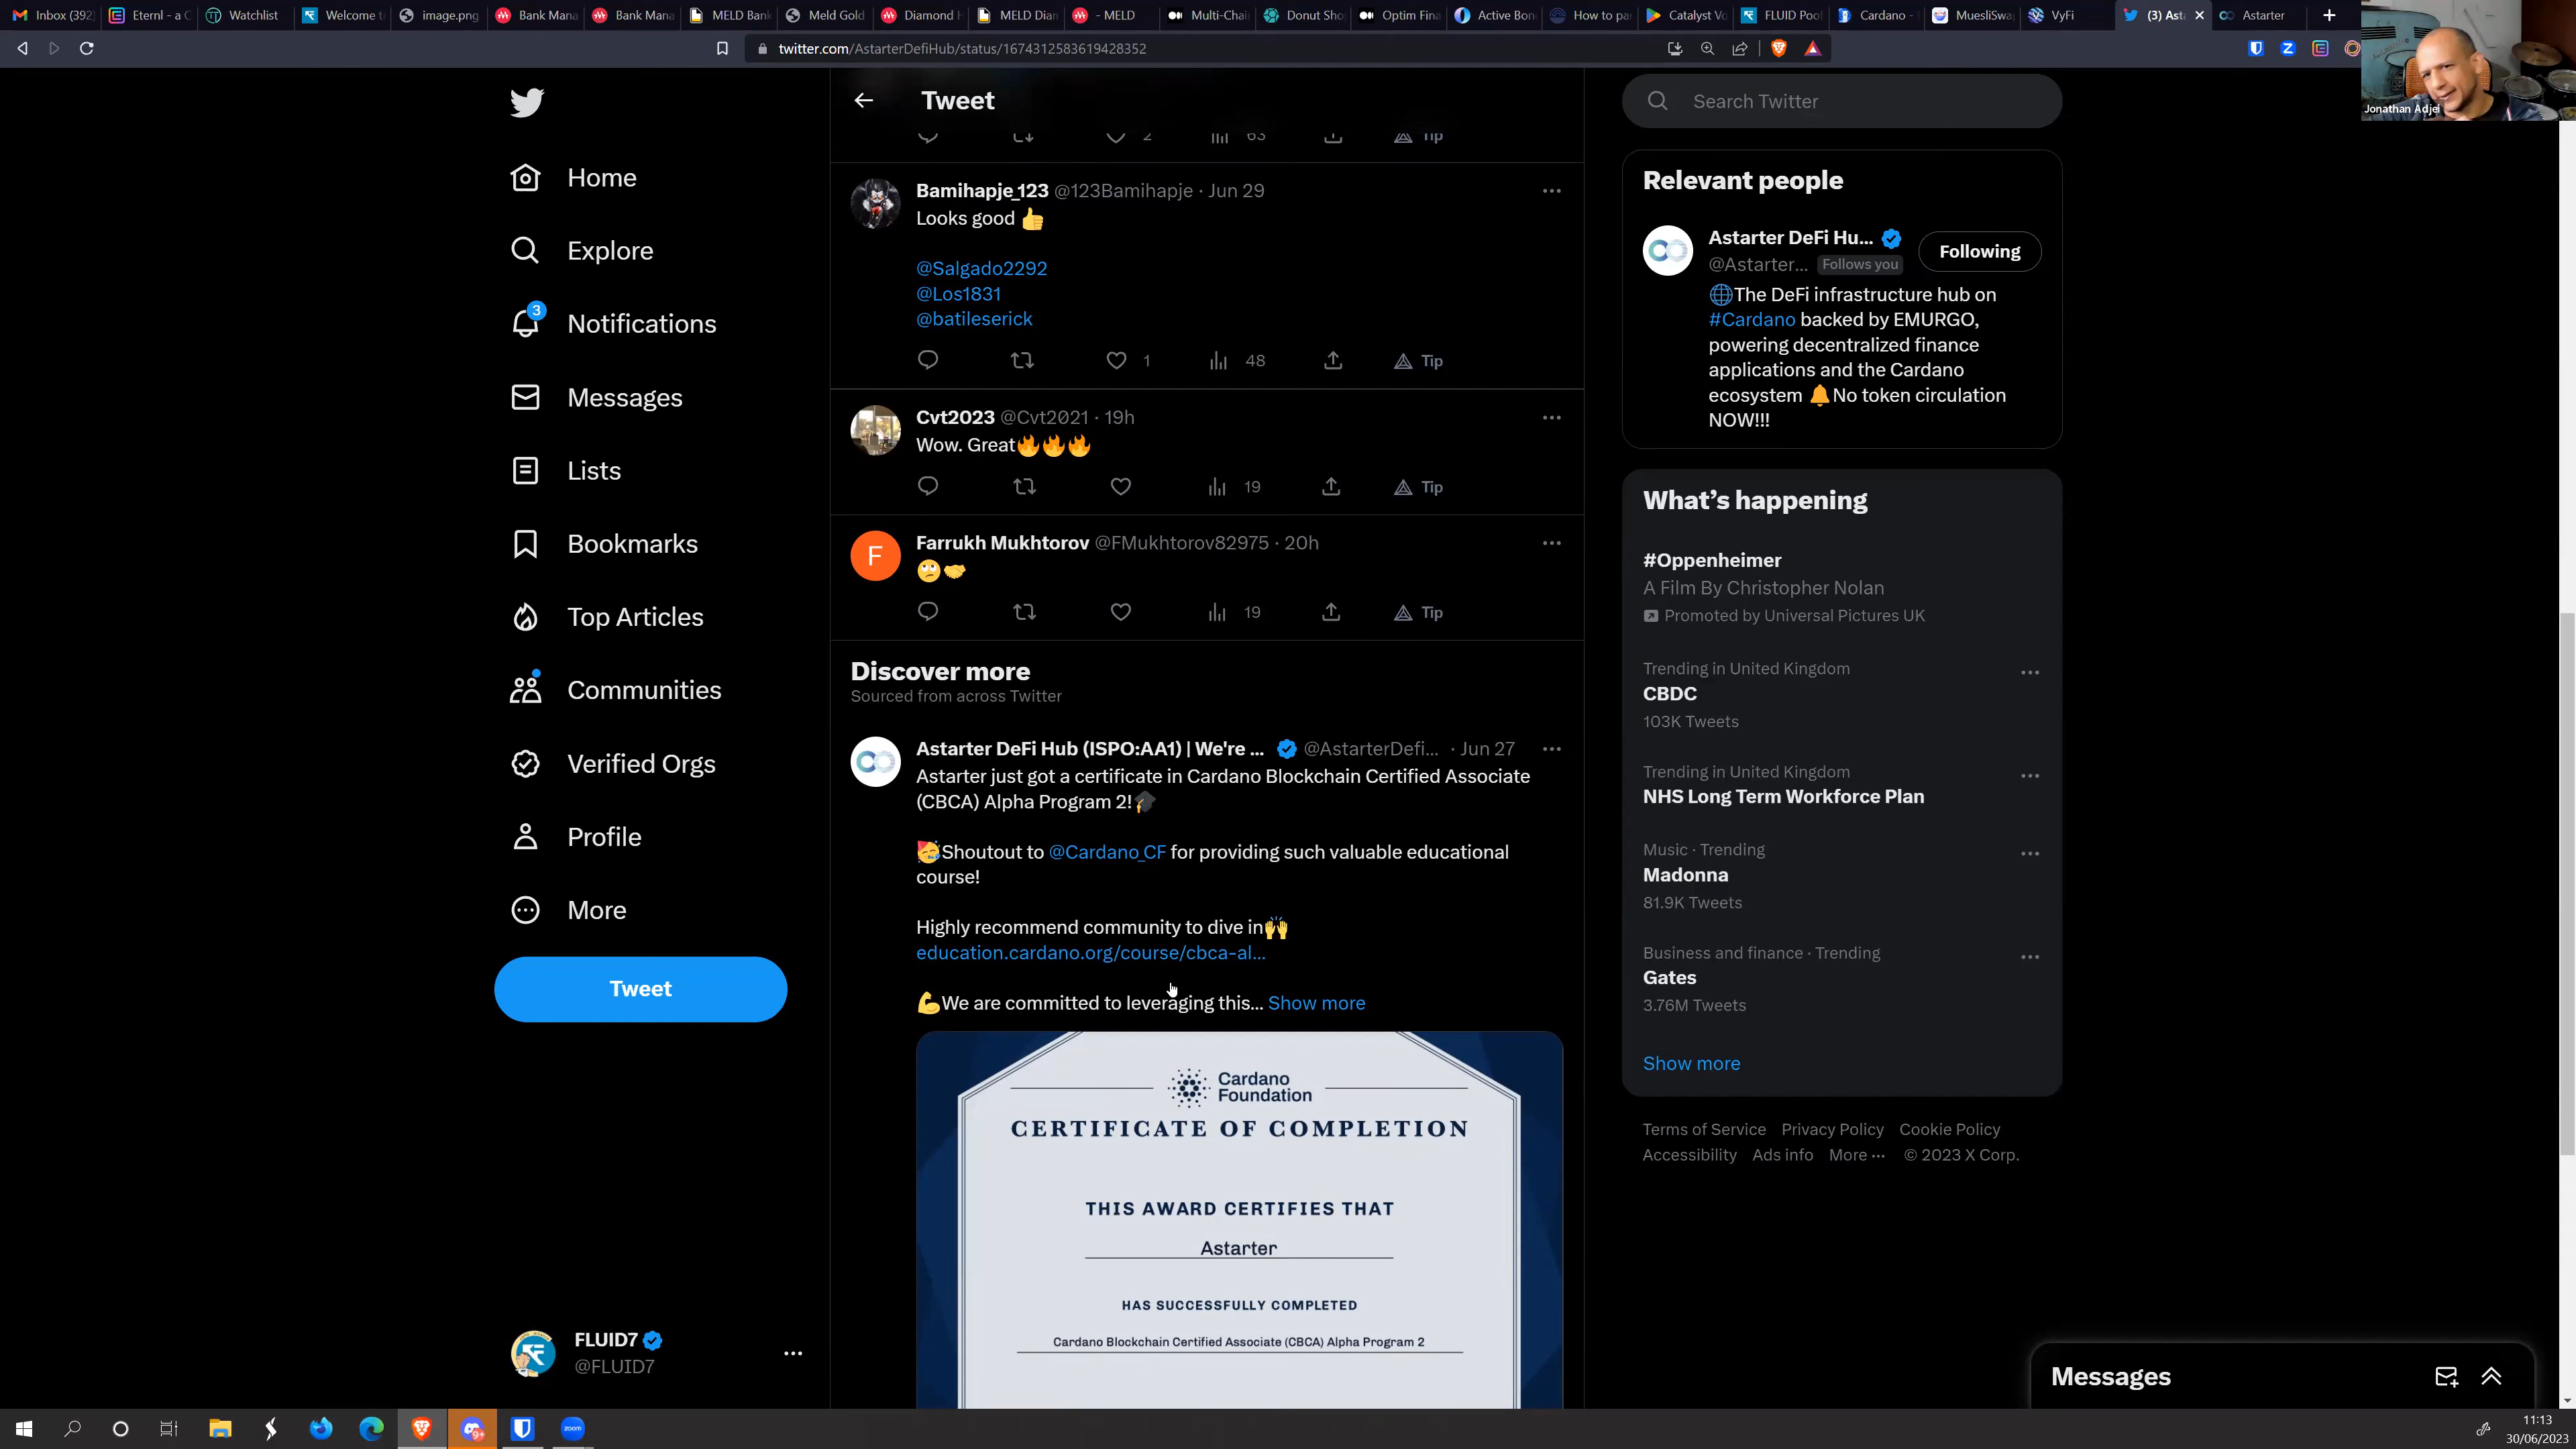 Inbox (392)
Eternl - a C
Watchlist
Welcome t
image.png
Bank Mana
Bank Mana
MELD Bank
Meld Gold
Diamond H
MELD Dia
- MELD
Multi-Chai
Donut Sho
Optim Fina
Active Bon
How to pa
Catalyst Vo
FLUID Pool
Cardano -
MuesliSwa
VyFi
(3) Ast
Astarter
twitter.com/AstarterDefiHub/status/1674312583619428352
Jonathan Adjei
Home
Explore
3
Notifications
Messages
Lists
Bookmarks
Top Articles
Communities
Verified Orgs
Profile
More
Tweet
FLUID7
@FLUID7
Tweet
2 63 Tip
Bamihapje_123 @123Bamihapje · Jun 29
Looks good 👍
@Salgado2292
@Los1831
@batileserick
1 48 Tip
Cvt2023 @Cvt2021 · 19h
Wow. Great🔥🔥🔥
19 Tip
Farrukh Mukhtorov @FMukhtorov82975 · 20h
F
🙄🤝
19 Tip
Discover more
Sourced from across Twitter
Astarter DeFi Hub (ISPO:AA1) | We're ... @AstarterDefi... · Jun 27
Astarter just got a certificate in Cardano Blockchain Certified Associate
(CBCA) Alpha Program 2!🎓
🥳Shoutout to @Cardano_CF for providing such valuable educational
course!
Highly recommend community to dive in🙌
education.cardano.org/course/cbca-al...
💪We are committed to leveraging this... Show more
Cardano
Foundation
CERTIFICATE OF COMPLETION
THIS AWARD CERTIFIES THAT
Astarter
HAS SUCCESSFULLY COMPLETED
Cardano Blockchain Certified Associate (CBCA) Alpha Program 2
Search Twitter
Relevant people
Astarter DeFi Hu...
@Astarter... Follows you
Following
🌐The DeFi infrastructure hub on
#Cardano backed by EMURGO,
powering decentralized finance
applications and the Cardano
ecosystem 🔔No token circulation
NOW!!!
What's happening
#Oppenheimer
A Film By Christopher Nolan
Promoted by Universal Pictures UK
Trending in United Kingdom
CBDC
103K Tweets
Trending in United Kingdom
NHS Long Term Workforce Plan
Music · Trending
Madonna
81.9K Tweets
Business and finance · Trending
Gates
3.76M Tweets
Show more
Terms of Service Privacy Policy Cookie Policy
Accessibility Ads info More ··· © 2023 X Corp.
Messages
zoom
11:13
30/06/2023